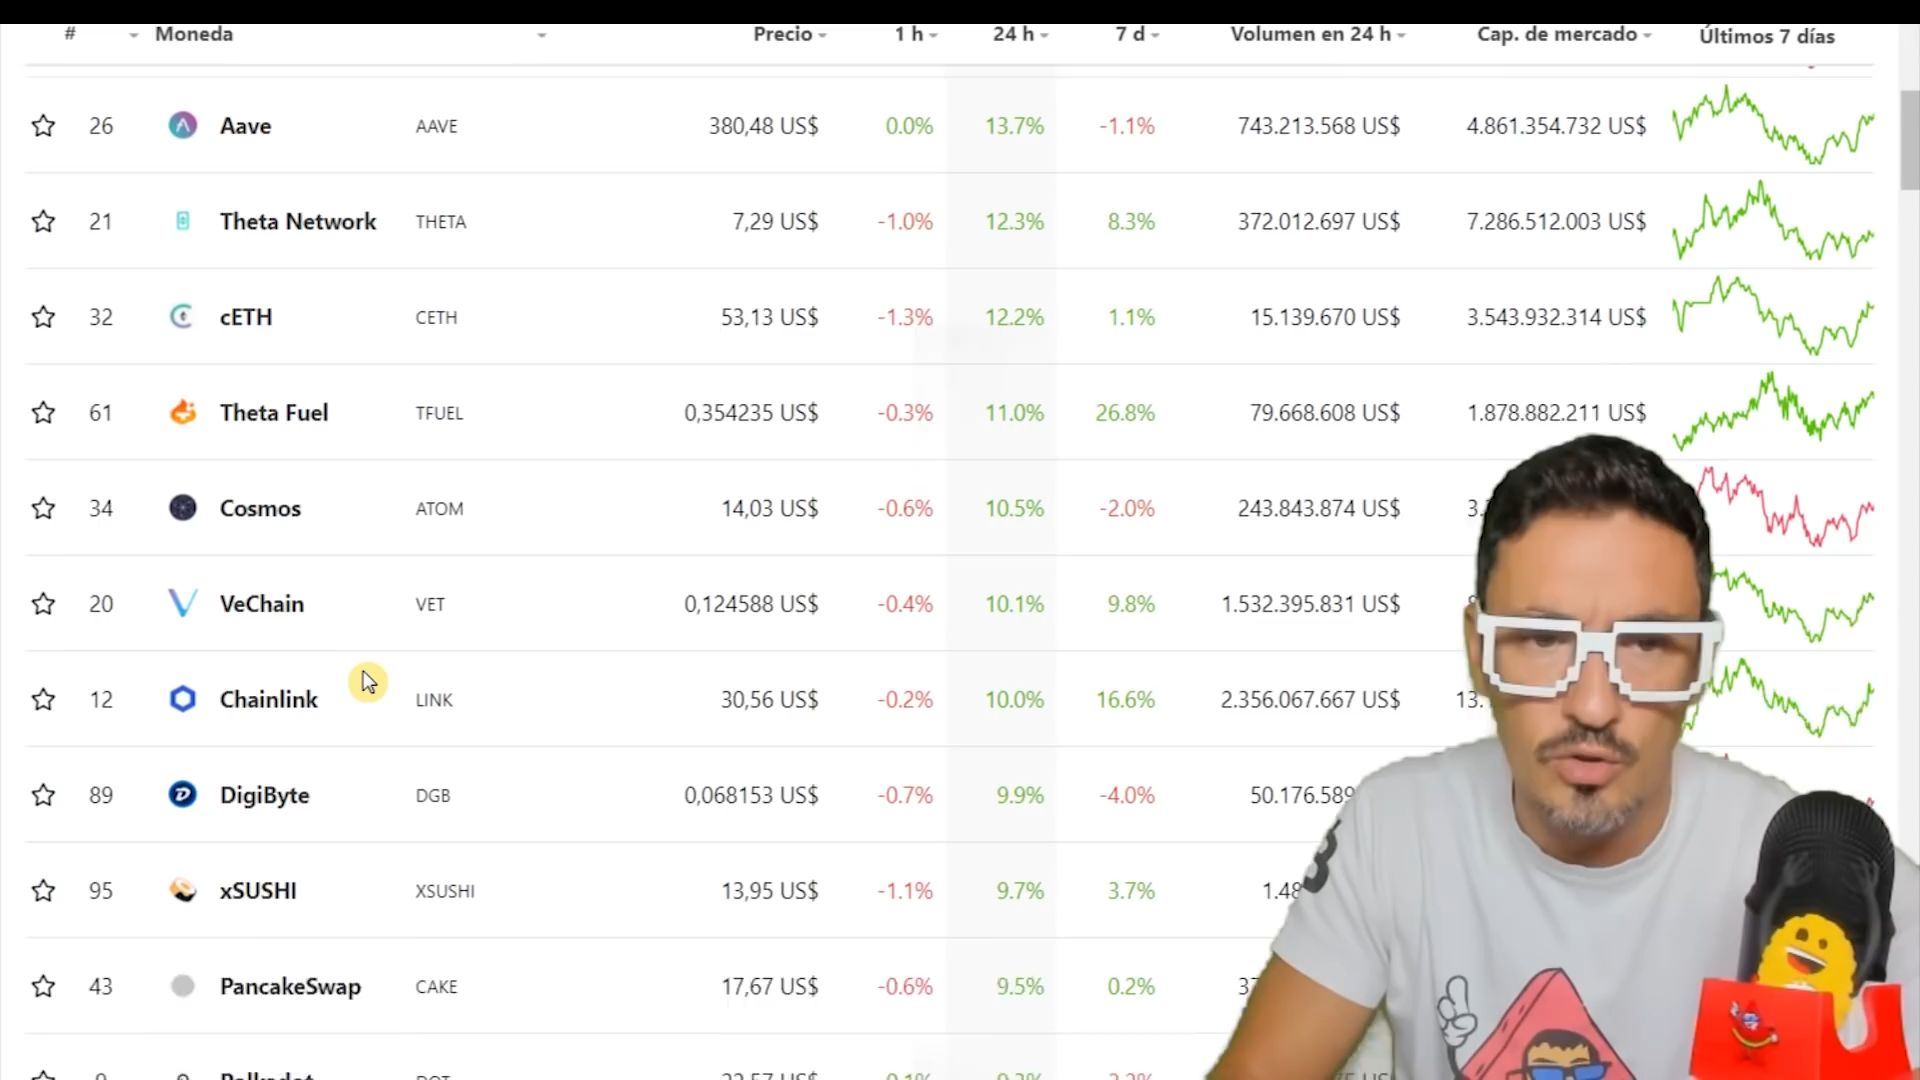 # Moneda Precio 1 h 24 h 7 d Volumen en 24 h Cap. de mercado Últimos 7 días
26 Aave AAVE 380,48 US$ 0.0% 13.7% -1.1% 743.213.568 US$ 4.861.354.732 US$
21 Theta Network THETA 7,29 US$ -1.0% 12.3% 8.3% 372.012.697 US$ 7.286.512.003 US$
32 cETH CETH 53,13 US$ -1.3% 12.2% 1.1% 15.139.670 US$ 3.543.932.314 US$
61 Theta Fuel TFUEL 0,354235 US$ -0.3% 11.0% 26.8% 79.668.608 US$ 1.878.882.211 US$
34 Cosmos ATOM 14,03 US$ -0.6% 10.5% -2.0% 243.843.874 US$ 3.
20 VeChain VET 0,124588 US$ -0.4% 10.1% 9.8% 1.532.395.831 US$
12 Chainlink LINK 30,56 US$ -0.2% 10.0% 16.6% 2.356.067.667 US$ 13.
89 DigiByte DGB 0,068153 US$ -0.7% 9.9% -4.0% 50.176.589
95 xSUSHI XSUSHI 13,95 US$ -1.1% 9.7% 3.7% 1.48
43 PancakeSwap CAKE 17,67 US$ -0.6% 9.5% 0.2% 37